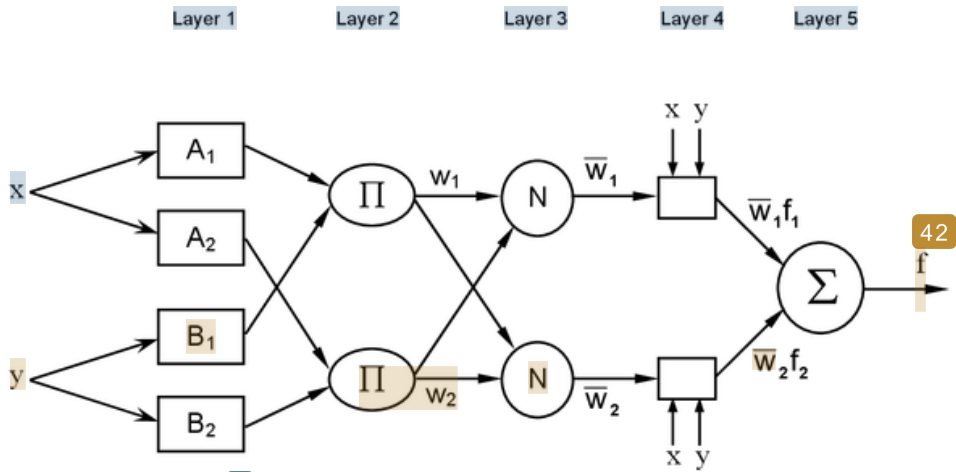 Layer 1 Layer 2 Layer 3 Layer 4 Layer 5
x y
A₁
w₁ w̅₁
Π N
x
w̅₁f₁
A₂
42
f
Σ
B₁
w̅₂f₂
y
Π N
w₂ w̅₂
B₂
x y